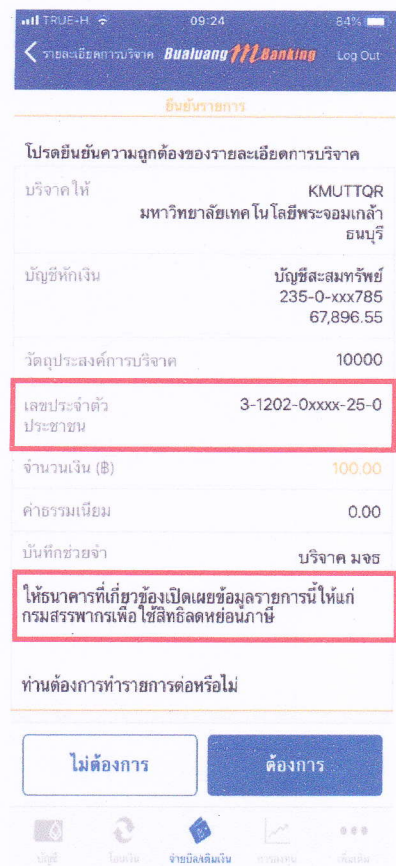 TRUE-H 09:24 84%
รายละเอียดการบริจาค Bualuang mBanking Log Out
ยืนยันรายการ
โปรดยืนยันความถูกต้องของรายละเอียดการบริจาค
บริจาคให้ KMUTTQR
มหาวิทยาลัยเทคโนโลยีพระจอมเกล้า
ธนบุรี
บัญชีหักเงิน บัญชีสะสมทรัพย์
235-0-xxx785
67,896.55
วัตถุประสงค์การบริจาค 10000
เลขประจำตัว 3-1202-0xxxx-25-0
ประชาชน
จำนวนเงิน (฿) 100.00
ค่าธรรมเนียม 0.00
บันทึกช่วยจำ บริจาค มจธ
ให้ธนาคารที่เกี่ยวข้องเปิดเผยข้อมูลรายการนี้ให้แก่
กรมสรรพากรเพื่อใช้สิทธิลดหย่อนภาษี
ท่านต้องการทำรายการต่อหรือไม่
ไม่ต้องการ ต้องการ
บัญชี โอนเงิน จ่ายบิล/เติมเงิน การลงทุน เพิ่มเติม